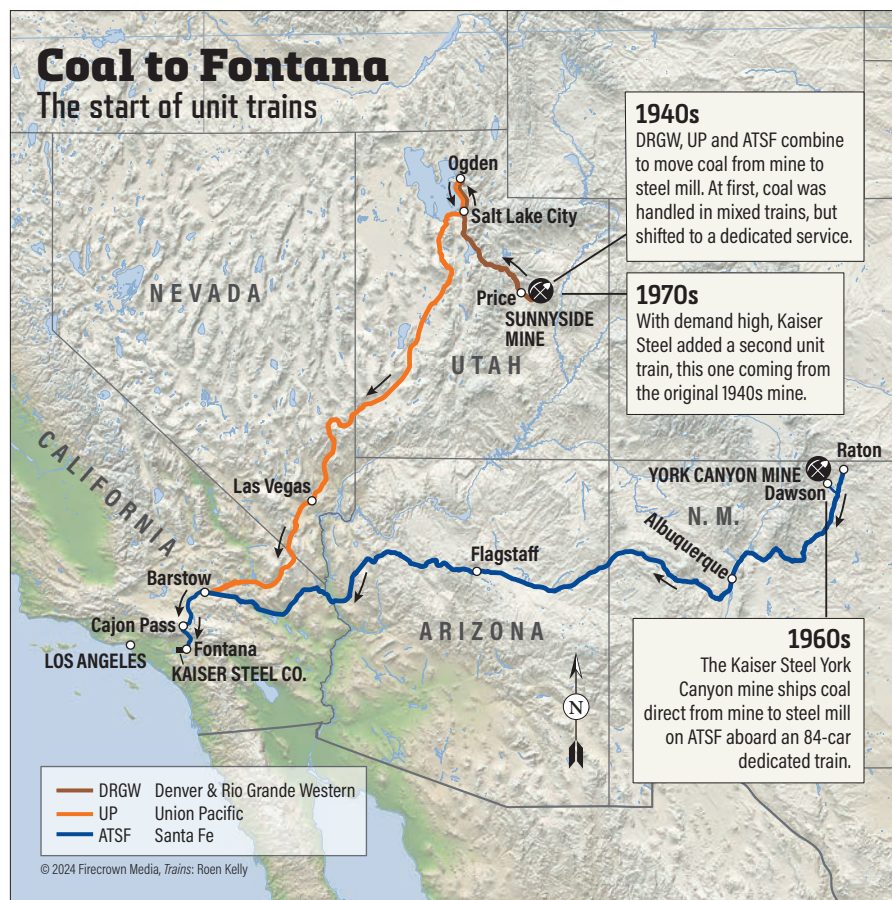 Coal to Fontana
The start of unit trains
1940s
DRGW, UP and ATSF combine
to move coal from mine to
steel mill. At first, coal was
handled in mixed trains, but
shifted to a dedicated service.
Ogden
Salt Lake City
NEVADA
Price
SUNNYSIDE
MINE
UTAH
1970s
With demand high, Kaiser
Steel added a second unit
train, this one coming from
the original 1940s mine.
CALIFORNIA
Las Vegas
Raton
YORK CANYON MINE
Dawson
N. M.
Albuquerque
Flagstaff
Barstow
Cajon Pass
Fontana
LOS ANGELES
KAISER STEEL CO.
ARIZONA
N
1960s
The Kaiser Steel York
Canyon mine ships coal
direct from mine to steel mill
on ATSF aboard an 84-car
dedicated train.
DRGW Denver & Rio Grande Western
UP Union Pacific
ATSF Santa Fe
© 2024 Firecrown Media, Trains: Roen Kelly